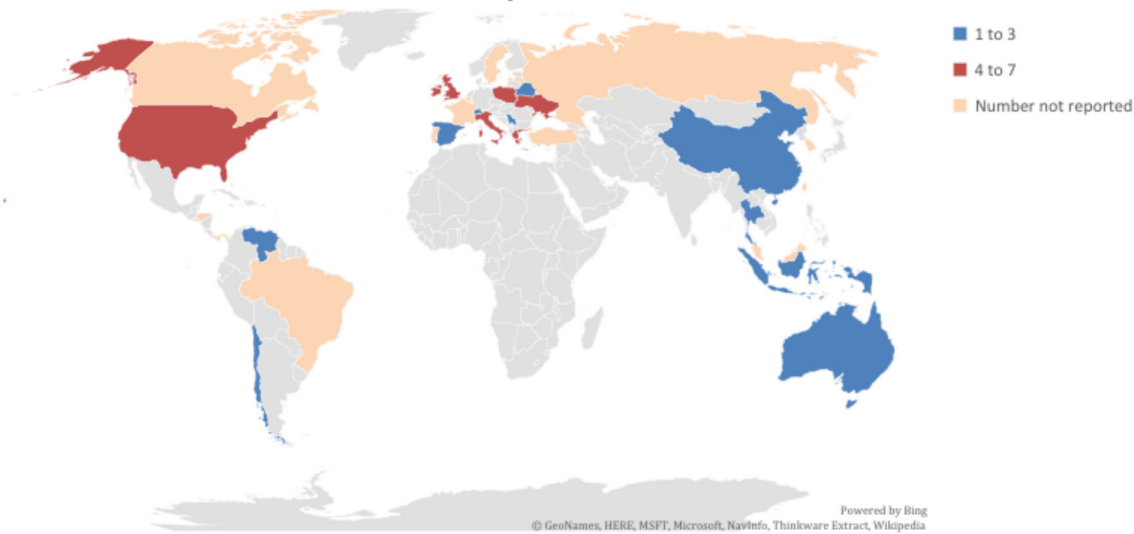 1 to 3
4 to 7
Number not reported
Powered by Bing
© GeoNames, HERE, MSFT, Microsoft, NavInfo, Thinkware Extract, Wikipedia